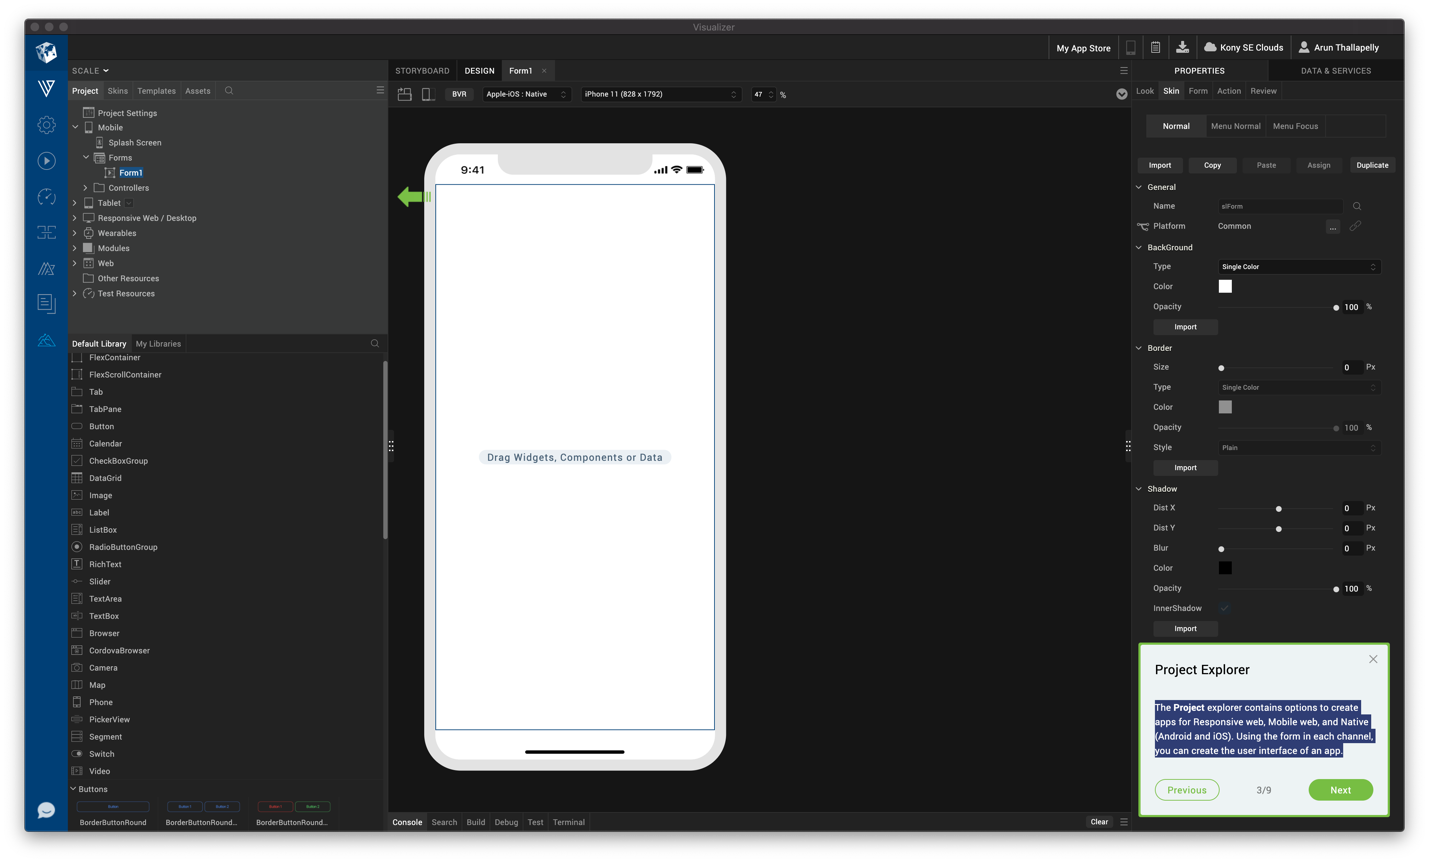 Visualizer
My App Store
Kony SE Clouds
Arun Thallapelly
SCALE
Project Skins Templates Assets
Project Settings
Mobile
Splash Screen
Forms
Form1
Controllers
Tablet
Responsive Web / Desktop
Wearables
Modules
Web
Other Resources
Test Resources
Default Library My Libraries
FlexContainer
FlexScrollContainer
Tab
TabPane
Button
Calendar
CheckBoxGroup
DataGrid
Image
Label
ListBox
RadioButtonGroup
RichText
Slider
TextArea
TextBox
Browser
CordovaBrowser
Camera
Map
Phone
PickerView
Segment
Switch
Video
Buttons
BorderButtonRound BorderButtonRound... BorderButtonRound...
STORYBOARD DESIGN Form1
BVR Apple-iOS : Native iPhone 11 (828 x 1792) 47 %
9:41
Drag Widgets, Components or Data
Console Search Build Debug Test Terminal Clear
PROPERTIES DATA & SERVICES
Look Skin Form Action Review
Normal Menu Normal Menu Focus
Import Copy Paste Assign Duplicate
General
Name slForm
Platform Common ...
BackGround
Type Single Color
Color
Opacity 100 %
Import
Border
Size 0 Px
Type Single Color
Color
Opacity 100 %
Style Plain
Import
Shadow
Dist X 0 Px
Dist Y 0 Px
Blur 0 Px
Color
Opacity 100 %
InnerShadow
Import
Project Explorer
The Project explorer contains options to create
apps for Responsive web, Mobile web, and Native
(Android and iOS). Using the form in each channel,
you can create the user interface of an app.
Previous 3/9 Next